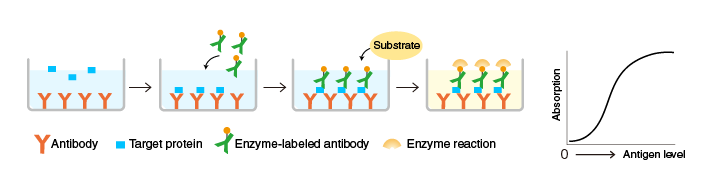 Substrate
Antibody
Target protein
Enzyme-labeled antibody
Enzyme reaction
Absorption
0
Antigen level